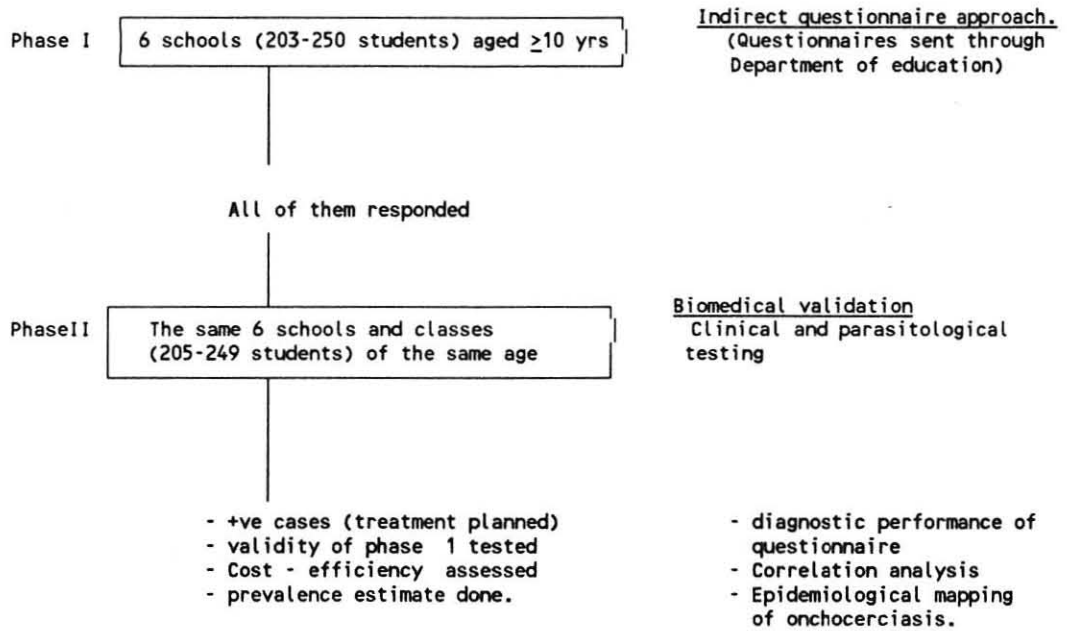 Phase I
6 schools (203-250 students) aged ≥10 yrs
Indirect questionnaire approach.
(Questionnaires sent through
Department of education)
All of them responded
PhaseII
The same 6 schools and classes
(205-249 students) of the same age
Biomedical validation
Clinical and parasitological
testing
- +ve cases (treatment planned)
- validity of phase 1 tested
- Cost - efficiency assessed
- prevalence estimate done.
- diagnostic performance of
questionnaire
- Correlation analysis
- Epidemiological mapping
of onchocerciasis.